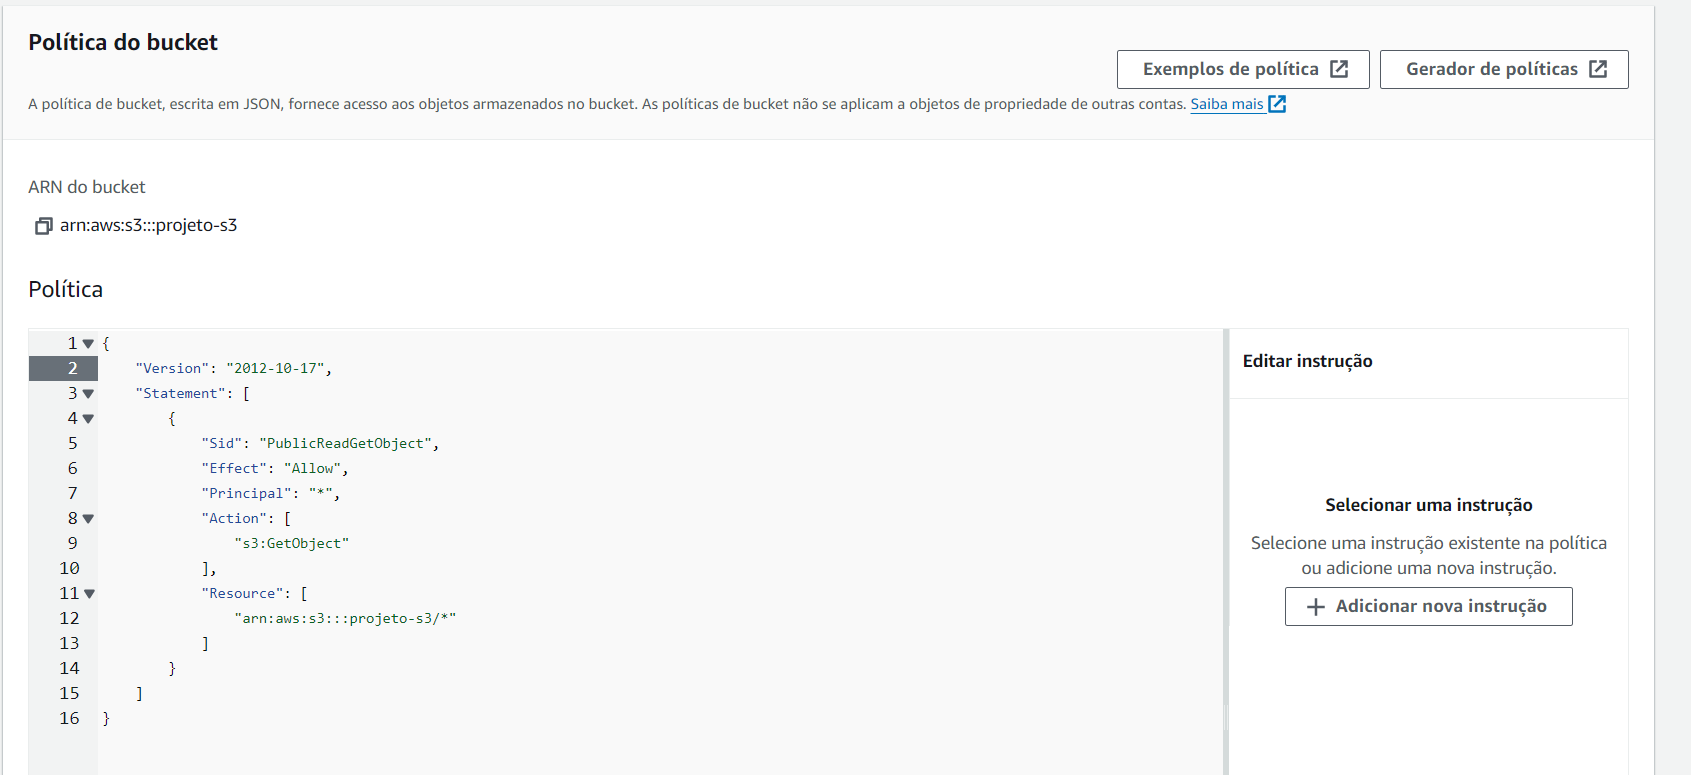 Política do bucket
Exemplos de política
Gerador de políticas
A política de bucket, escrita em JSON, fornece acesso aos objetos armazenados no bucket. As políticas de bucket não se aplicam a objetos de propriedade de outras contas. Saiba mais
ARN do bucket
arn:aws:s3:::projeto-s3
Política
1 {
2     "Version": "2012-10-17",
3     "Statement": [
4         {
5             "Sid": "PublicReadGetObject",
6             "Effect": "Allow",
7             "Principal": "*",
8             "Action": [
9                 "s3:GetObject"
10             ],
11             "Resource": [
12                 "arn:aws:s3:::projeto-s3/*"
13             ]
14         }
15     ]
16 }
Editar instrução
Selecionar uma instrução
Selecione uma instrução existente na política
ou adicione uma nova instrução.
Adicionar nova instrução